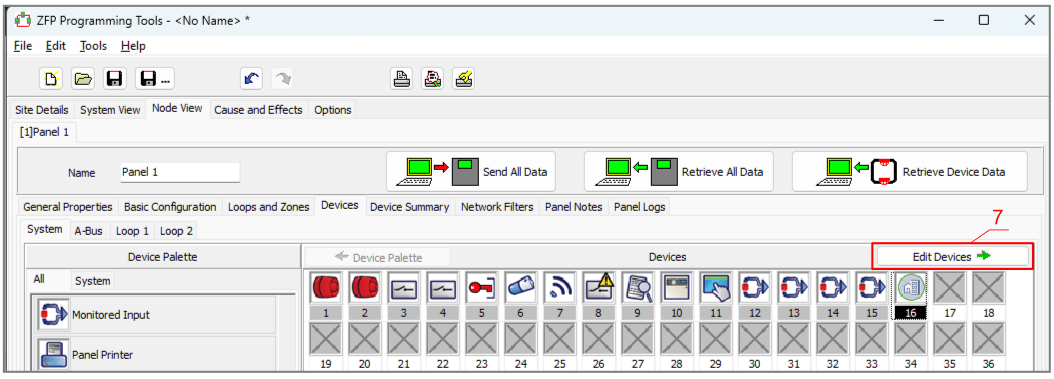 ZFP Programming Tools - <No Name> *
File Edit Tools Help
...
Site Details System View Node View Cause and Effects Options
[1]Panel 1
Name Panel 1 Send All Data Retrieve All Data Retrieve Device Data
General Properties Basic Configuration Loops and Zones Devices Device Summary Network Filters Panel Notes Panel Logs
7
System A-Bus Loop 1 Loop 2
Device Palette Device Palette Devices Edit Devices
All System
Monitored Input
1 2 3 4 5 6 7 8 9 10 11 12 13 14 15 16 17 18
Panel Printer
19 20 21 22 23 24 25 26 27 28 29 30 31 32 33 34 35 36